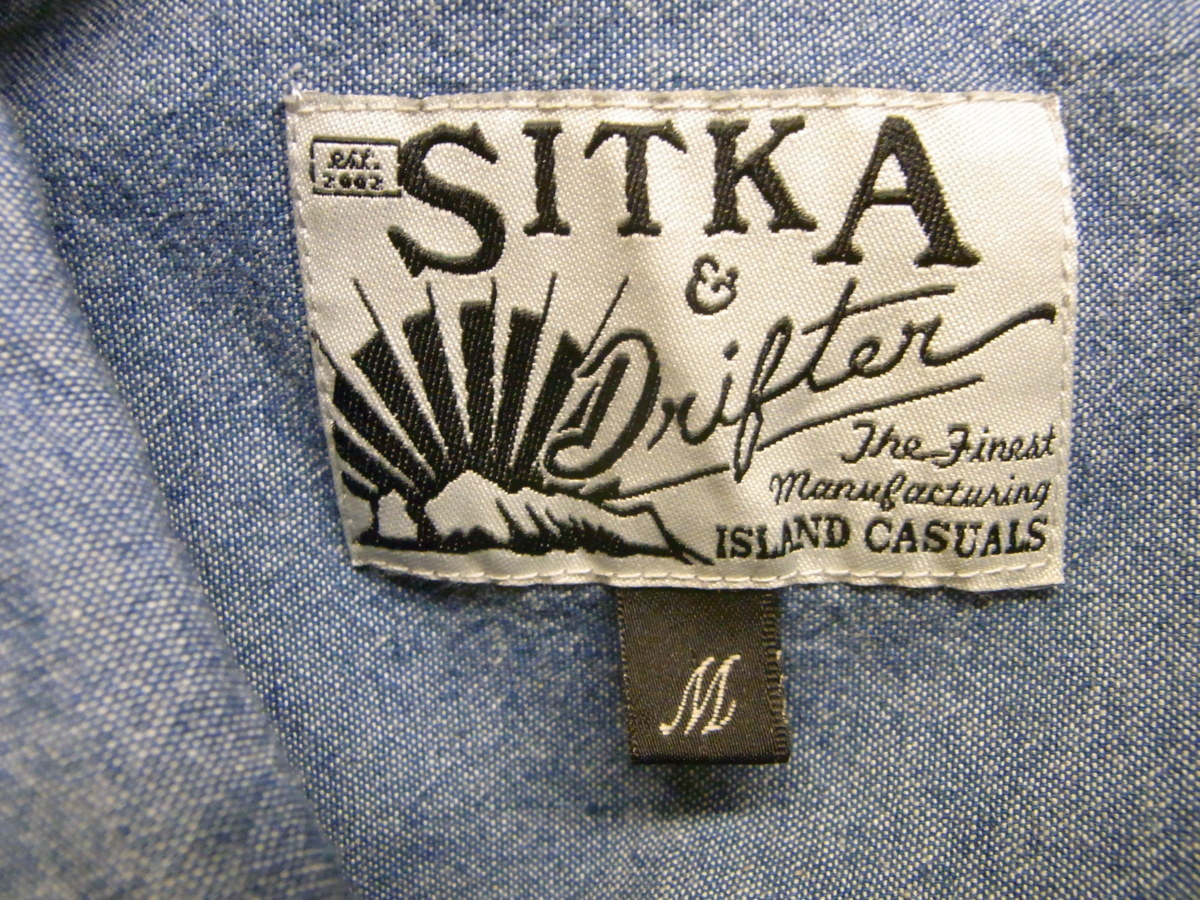 est.
2002
SITKA
&
Drifter
The Finest
Manufacturing
ISLAND CASUALS
M